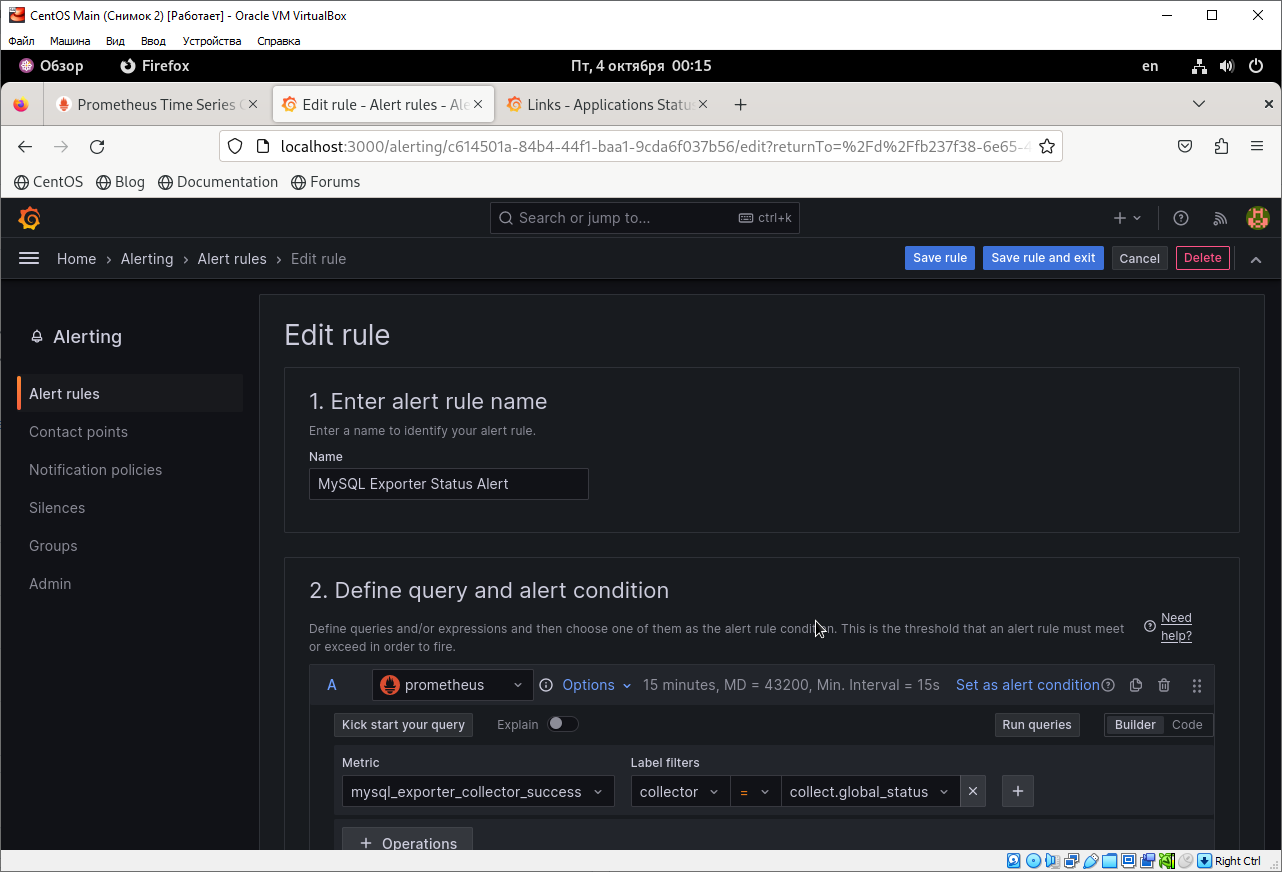 CentOS Main (Снимок 2) [Работает] - Oracle VM VirtualBox
Файл Машина Вид Ввод Устройства Справка
Обзор Firefox Пт, 4 октября 00:15 en
Prometheus Time Series Edit rule - Alert rules - Ale Links - Applications Status
localhost:3000/alerting/c614501a-84b4-44f1-baa1-9cda6f037b56/edit?returnTo=%2Fd%2Ffb237f38-6e65-4
CentOS Blog Documentation Forums
Search or jump to... ctrl+k
Home › Alerting › Alert rules › Edit rule Save rule Save rule and exit Cancel Delete
Alerting
Alert rules
Contact points
Notification policies
Silences
Groups
Admin
Edit rule
1. Enter alert rule name
Enter a name to identify your alert rule.
Name
MySQL Exporter Status Alert
2. Define query and alert condition
Define queries and/or expressions and then choose one of them as the alert rule condition. This is the threshold that an alert rule must meet
or exceed in order to fire.
Need
help?
A prometheus Options 15 minutes, MD = 43200, Min. Interval = 15s Set as alert condition
Kick start your query Explain Run queries Builder Code
Metric Label filters
mysql_exporter_collector_success collector = collect.global_status
+ Operations
Right Ctrl